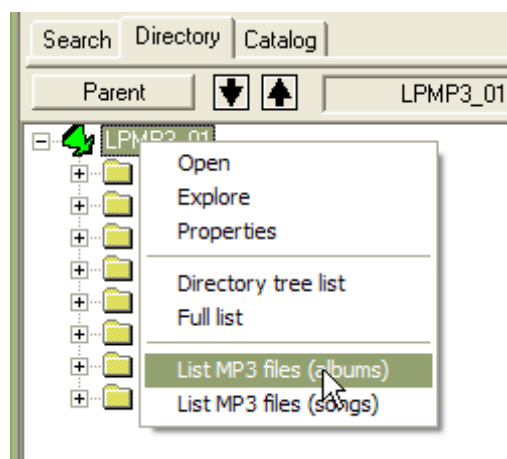 Search Directory Catalog
Parent LPMP3_01
LPMP3_01
Open
Explore
Properties
Directory tree list
Full list
List MP3 files (albums)
List MP3 files (songs)